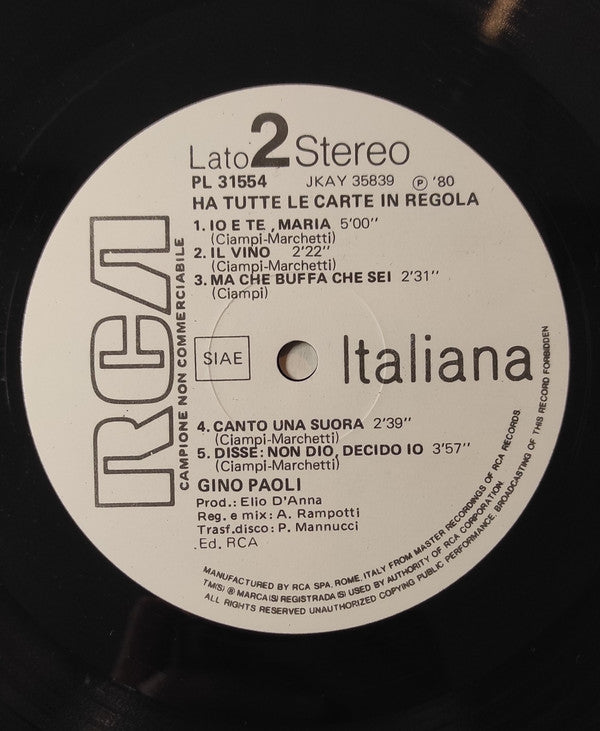 Lato 2 Stereo
PL 31554 JKAY 35839 Ⓟ '80
HA TUTTE LE CARTE IN REGOLA
1. IO E TE, MARIA 5'00''
(Ciampi-Marchetti)
2. IL VINO 2'22''
(Ciampi-Marchetti)
3. MA CHE BUFFA CHE SEI 2'31''
(Ciampi)
RCA
CAMPIONE NON COMMERCIABILE
SIAE
Italiana
4. CANTO UNA SUORA 2'39''
(Ciampi-Marchetti)
5. DISSE: NON DIO, DECIDO IO 3'57''
(Ciampi-Marchetti)
GINO PAOLI
Prod.: Elio D'Anna
Reg. e mix: A. Rampotti
Trasf.disco: P. Mannucci
.Ed. RCA
MANUFACTURED BY RCA SPA, ROME, ITALY FROM MASTER RECORDINGS OF RCA RECORDS
TM(S) ® MARCA(S) REGISTRADA(S) USED BY AUTHORITY OF RCA CORPORATION
ALL RIGHTS RESERVED UNAUTHORIZED COPYING PUBLIC PERFORMANCE, BROADCASTING OF THIS RECORD FORBIDDEN